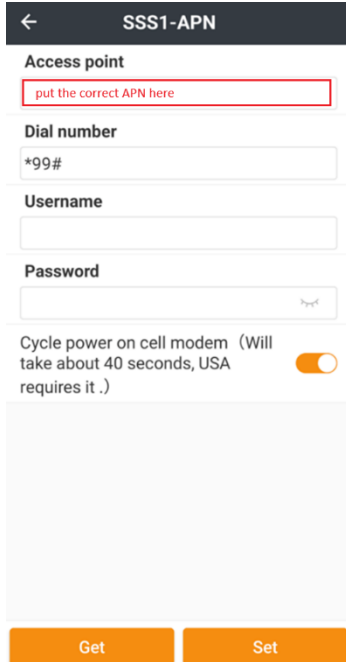 SSS1-APN
Access point
put the correct APN here
Dial number
*99#
Username
Password
Cycle power on cell modem（Will
take about 40 seconds, USA
requires it .）
Get
Set